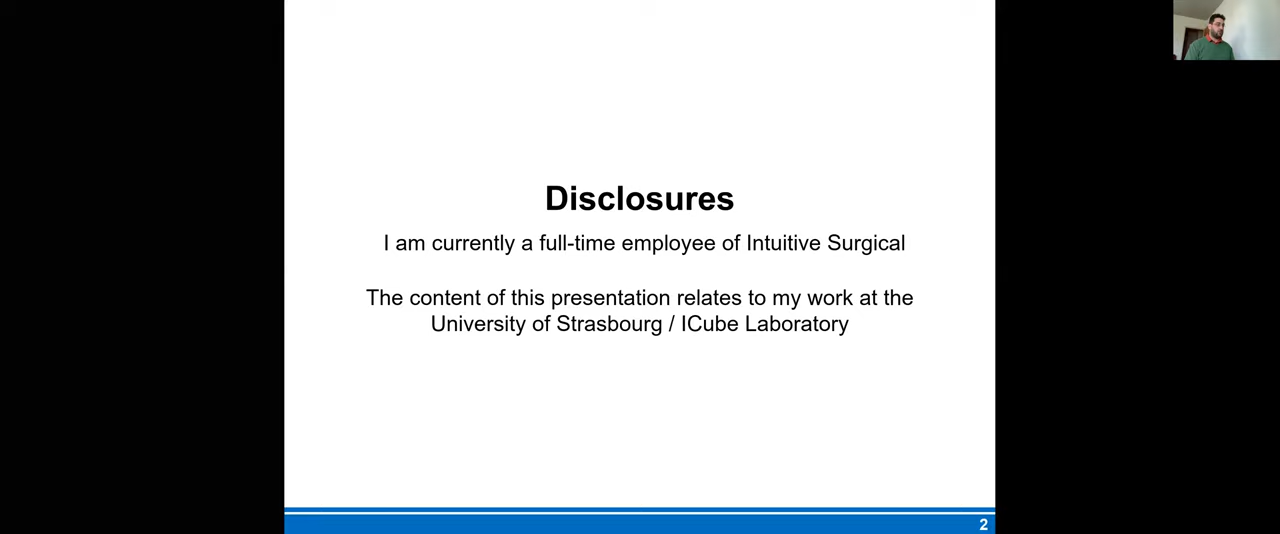 Disclosures
I am currently a full-time employee of Intuitive Surgical
The content of this presentation relates to my work at the
University of Strasbourg / ICube Laboratory
2